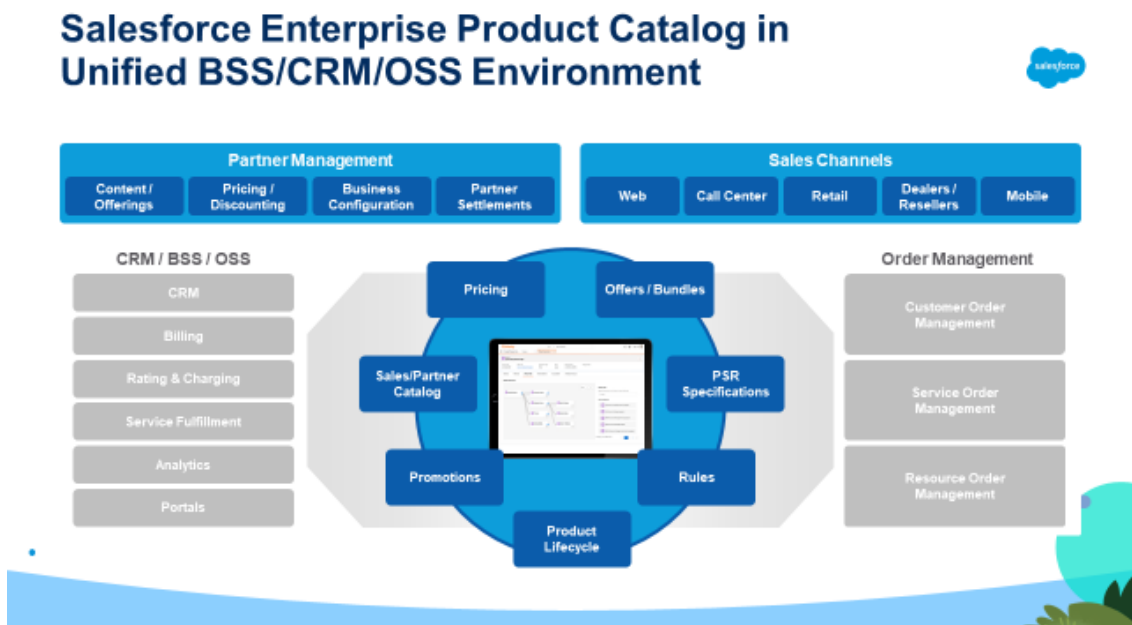 Salesforce Enterprise Product Catalog in
Unified BSS/CRM/OSS Environment
salesforce
Partner Management
Content /
Offerings
Pricing /
Discounting
Business
Configuration
Partner
Settlements
Sales Channels
Web
Call Center
Retail
Dealers /
Resellers
Mobile
CRM / BSS / OSS
CRM
Billing
Rating & Charging
Service Fulfillment
Analytics
Portals
Pricing
Offers / Bundles
Sales/Partner
Catalog
PSR
Specifications
Promotions
Rules
Product
Lifecycle
Order Management
Customer Order
Management
Service Order
Management
Resource Order
Management